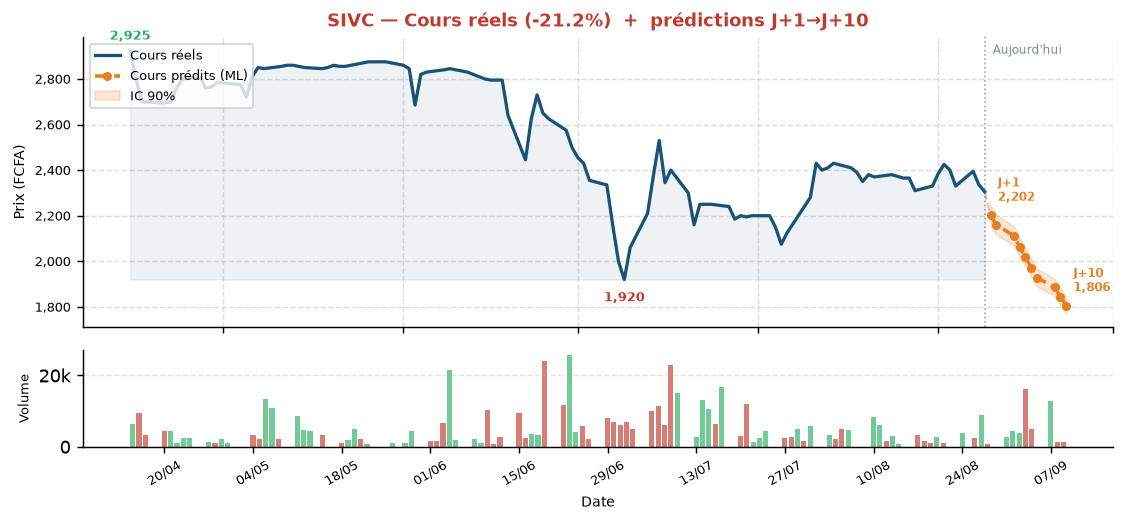 SIVC — Cours réels (-21.2%) + prédictions J+1→J+10
2,925
Cours réels
Cours prédits (ML)
IC 90%
Aujourd'hui
2,800
2,600
2,400
2,200
2,000
1,800
Prix (FCFA)
J+1
2,202
J+10
1,806
1,920
20k
0
Volume
20/04
04/05
18/05
01/06
15/06
29/06
13/07
27/07
10/08
24/08
07/09
Date